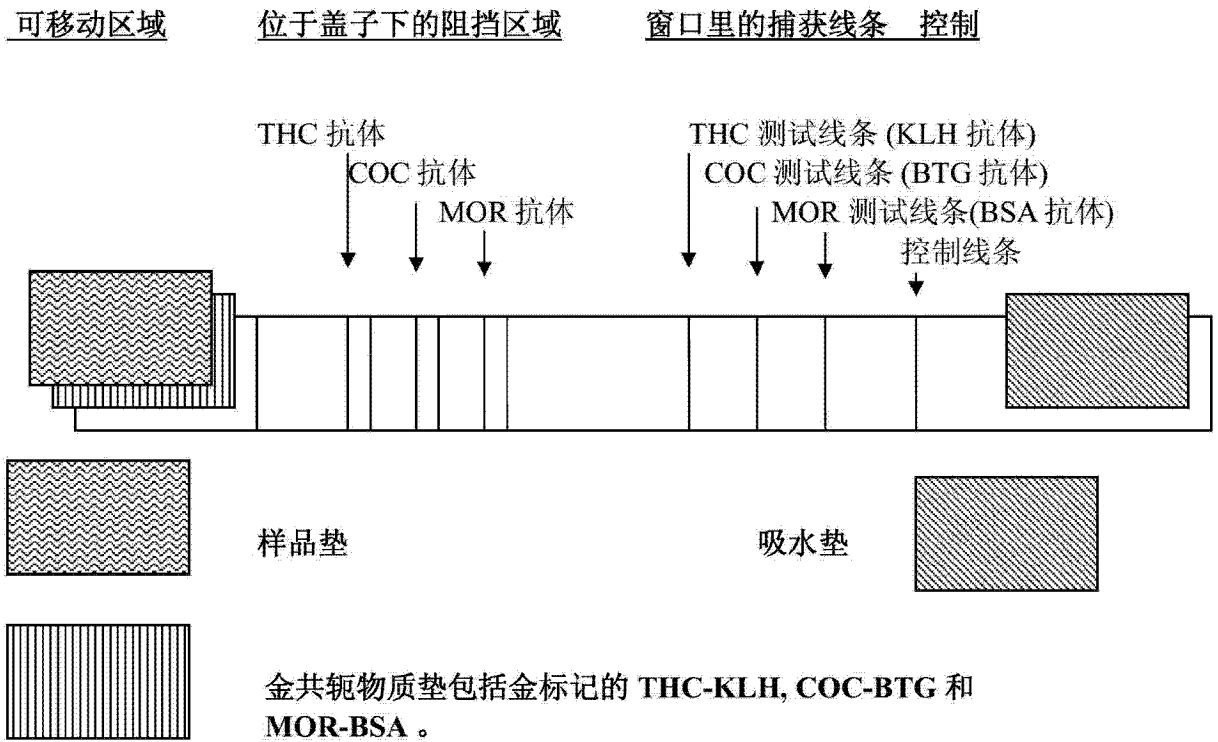 可移动区域 位于盖子下的阻挡区域 窗口里的捕获线条 控制
THC 抗体
COC 抗体
MOR 抗体
THC 测试线条 (KLH 抗体)
COC 测试线条 (BTG 抗体)
MOR 测试线条(BSA 抗体)
控制线条
样品垫
吸水垫
金共轭物质垫包括金标记的 THC-KLH, COC-BTG 和
MOR-BSA 。